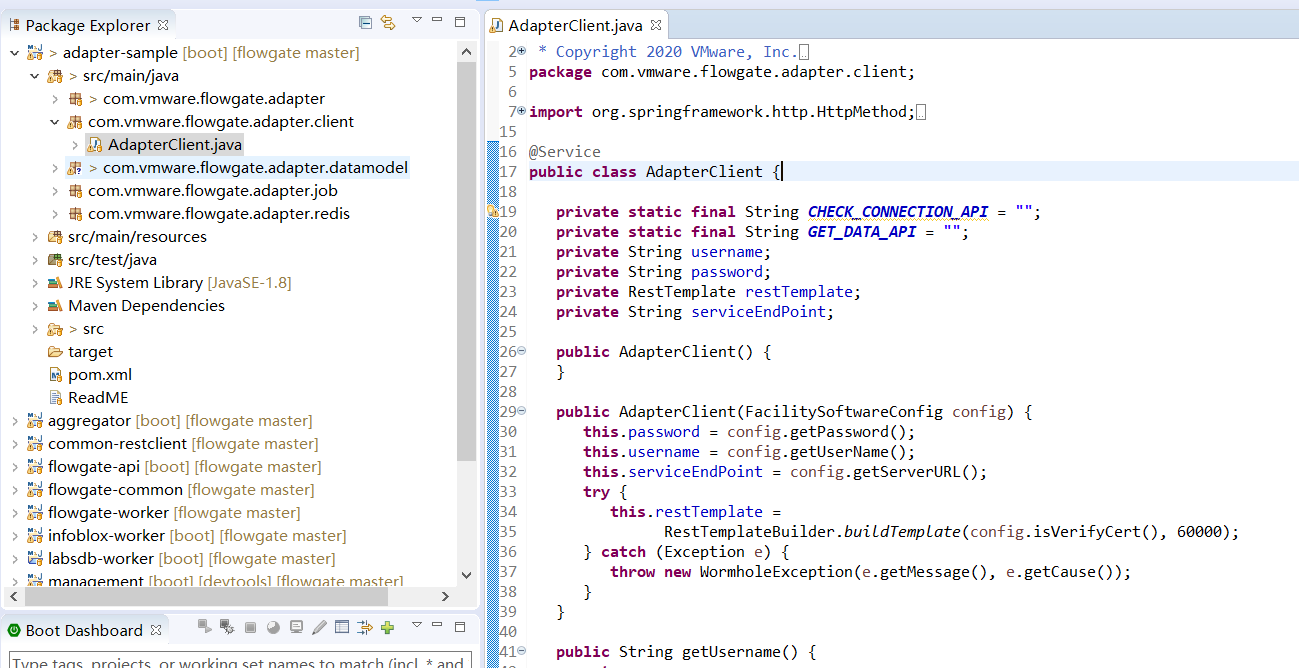 Package Explorer
> adapter-sample [boot] [flowgate master]
> src/main/java
> com.vmware.flowgate.adapter
com.vmware.flowgate.adapter.client
AdapterClient.java
> com.vmware.flowgate.adapter.datamodel
com.vmware.flowgate.adapter.job
com.vmware.flowgate.adapter.redis
src/main/resources
src/test/java
JRE System Library [JavaSE-1.8]
Maven Dependencies
> src
target
pom.xml
ReadME
aggregator [boot] [flowgate master]
common-restclient [flowgate master]
flowgate-api [boot] [flowgate master]
flowgate-common [flowgate master]
flowgate-worker [flowgate master]
infoblox-worker [boot] [flowgate master]
labsdb-worker [boot] [flowgate master]
management [boot] [devtools] [flowgate master]
Boot Dashboard
Type tags, projects, or working set names to match (incl. * and
AdapterClient.java
2 * Copyright 2020 VMware, Inc.
5 package com.vmware.flowgate.adapter.client;
6
7 import org.springframework.http.HttpMethod;
15
16 @Service
17 public class AdapterClient {
18
19 private static final String CHECK_CONNECTION_API = "";
20 private static final String GET_DATA_API = "";
21 private String username;
22 private String password;
23 private RestTemplate restTemplate;
24 private String serviceEndPoint;
25
26 public AdapterClient() {
27 }
28
29 public AdapterClient(FacilitySoftwareConfig config) {
30 this.password = config.getPassword();
31 this.username = config.getUserName();
32 this.serviceEndPoint = config.getServerURL();
33 try {
34 this.restTemplate =
35 RestTemplateBuilder.buildTemplate(config.isVerifyCert(), 60000);
36 } catch (Exception e) {
37 throw new WormholeException(e.getMessage(), e.getCause());
38 }
39 }
40
41 public String getUsername() {